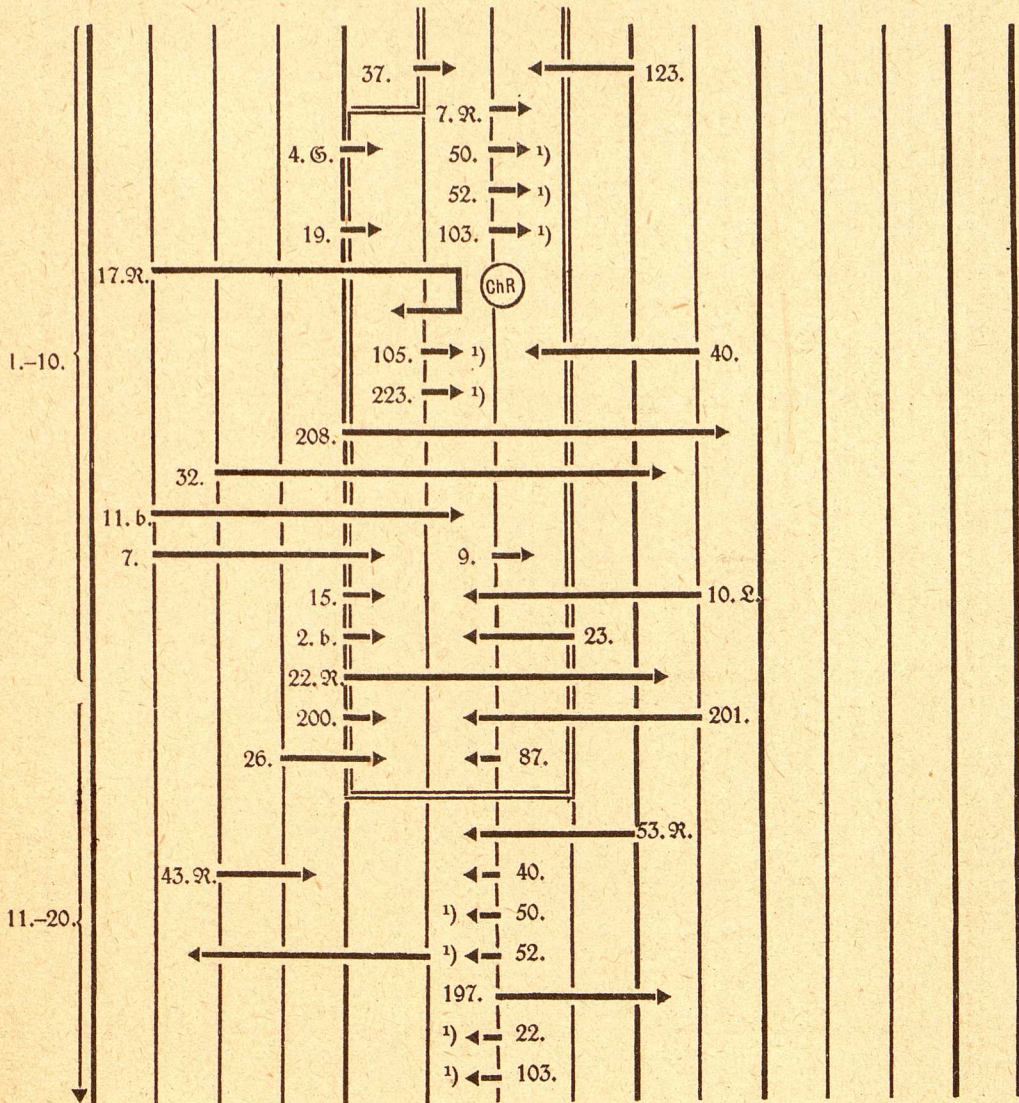 37. 123.
7. R.
4. G. 50. ¹)
52. ¹)
19. 103. ¹)
17. R. ChR
1.–10. 105. ¹) 40.
223. ¹)
208.
32.
11. b.
7. 9.
15. 10. L.
2. b. 23.
22. R.
200. 201.
26. 87.
53. R.
43. R. 40.
11.–20. ¹) 50.
¹) 52.
197.
¹) 22.
¹) 103.